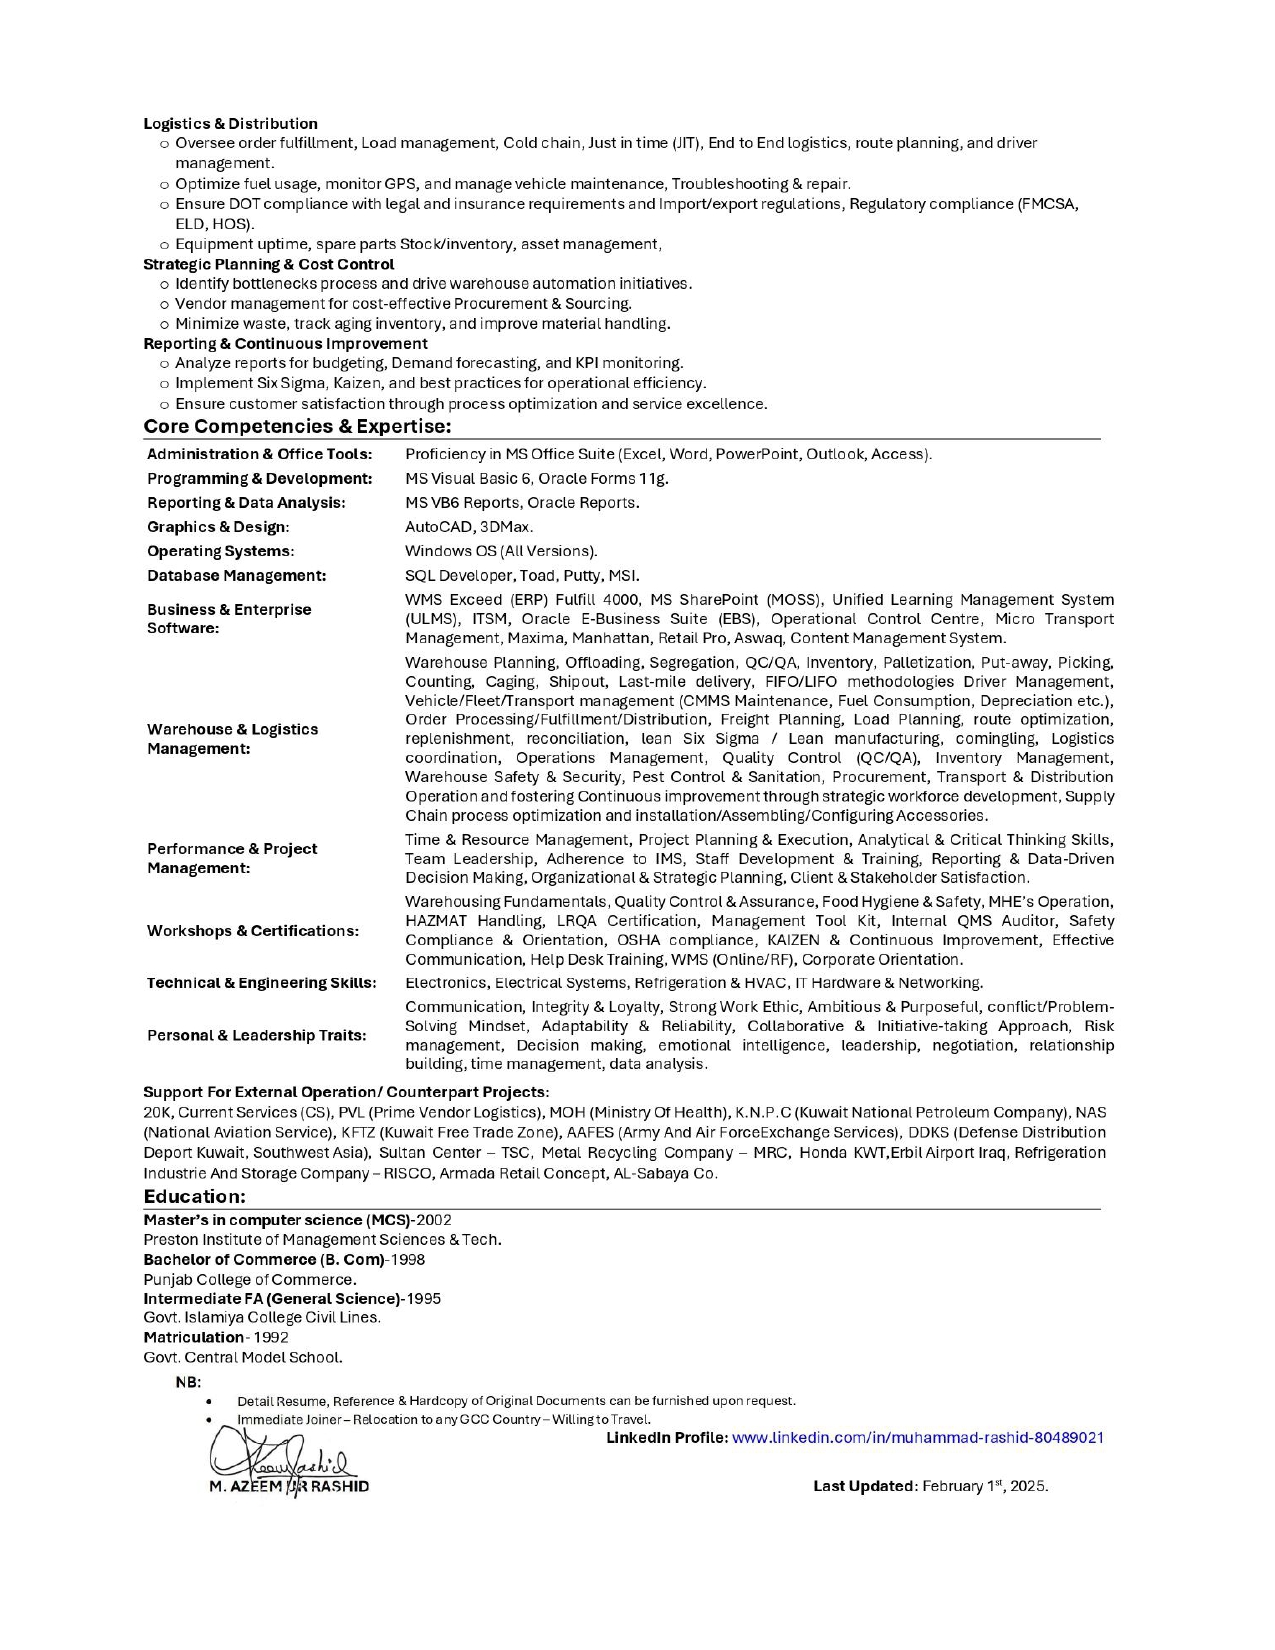 Logistics & Distribution
o Oversee order fulfillment, Load management, Cold chain, Just in time (JIT), End to End logistics, route planning, and driver
management.
o Optimize fuel usage, monitor GPS, and manage vehicle maintenance, Troubleshooting & repair.
o Ensure DOT compliance with legal and insurance requirements and Import/export regulations, Regulatory compliance (FMCSA,
ELD, HOS).
o Equipment uptime, spare parts Stock/inventory, asset management,
Strategic Planning & Cost Control
o Identify bottlenecks process and drive warehouse automation initiatives.
o Vendor management for cost-effective Procurement & Sourcing.
o Minimize waste, track aging inventory, and improve material handling.
Reporting & Continuous Improvement
o Analyze reports for budgeting, Demand forecasting, and KPI monitoring.
o Implement Six Sigma, Kaizen, and best practices for operational efficiency.
o Ensure customer satisfaction through process optimization and service excellence.
Core Competencies & Expertise:
Administration & Office Tools: Proficiency in MS Office Suite (Excel, Word, PowerPoint, Outlook, Access).
Programming & Development: MS Visual Basic 6, Oracle Forms 11g.
Reporting & Data Analysis: MS VB6 Reports, Oracle Reports.
Graphics & Design: AutoCAD, 3DMax.
Operating Systems: Windows OS (All Versions).
Database Management: SQL Developer, Toad, Putty, MSI.
Business & Enterprise
Software:
WMS Exceed (ERP) Fulfill 4000, MS SharePoint (MOSS), Unified Learning Management System
(ULMS), ITSM, Oracle E-Business Suite (EBS), Operational Control Centre, Micro Transport
Management, Maxima, Manhattan, Retail Pro, Aswaq, Content Management System.
Warehouse & Logistics
Management:
Warehouse Planning, Offloading, Segregation, QC/QA, Inventory, Palletization, Put-away, Picking,
Counting, Caging, Shipout, Last-mile delivery, FIFO/LIFO methodologies Driver Management,
Vehicle/Fleet/Transport management (CMMS Maintenance, Fuel Consumption, Depreciation etc.),
Order Processing/Fulfillment/Distribution, Freight Planning, Load Planning, route optimization,
replenishment, reconciliation, lean Six Sigma / Lean manufacturing, comingling, Logistics
coordination, Operations Management, Quality Control (QC/QA), Inventory Management,
Warehouse Safety & Security, Pest Control & Sanitation, Procurement, Transport & Distribution
Operation and fostering Continuous improvement through strategic workforce development, Supply
Chain process optimization and installation/Assembling/Configuring Accessories.
Performance & Project
Management:
Time & Resource Management, Project Planning & Execution, Analytical & Critical Thinking Skills,
Team Leadership, Adherence to IMS, Staff Development & Training, Reporting & Data-Driven
Decision Making, Organizational & Strategic Planning, Client & Stakeholder Satisfaction.
Workshops & Certifications:
Warehousing Fundamentals, Quality Control & Assurance, Food Hygiene & Safety, MHE's Operation,
HAZMAT Handling, LRQA Certification, Management Tool Kit, Internal QMS Auditor, Safety
Compliance & Orientation, OSHA compliance, KAIZEN & Continuous Improvement, Effective
Communication, Help Desk Training, WMS (Online/RF), Corporate Orientation.
Technical & Engineering Skills: Electronics, Electrical Systems, Refrigeration & HVAC, IT Hardware & Networking.
Personal & Leadership Traits:
Communication, Integrity & Loyalty, Strong Work Ethic, Ambitious & Purposeful, conflict/Problem-
Solving Mindset, Adaptability & Reliability, Collaborative & Initiative-taking Approach, Risk
management, Decision making, emotional intelligence, leadership, negotiation, relationship
building, time management, data analysis.
Support For External Operation/ Counterpart Projects:
20K, Current Services (CS), PVL (Prime Vendor Logistics), MOH (Ministry Of Health), K.N.P.C (Kuwait National Petroleum Company), NAS
(National Aviation Service), KFTZ (Kuwait Free Trade Zone), AAFES (Army And Air ForceExchange Services), DDKS (Defense Distribution
Deport Kuwait, Southwest Asia), Sultan Center – TSC, Metal Recycling Company – MRC, Honda KWT,Erbil Airport Iraq, Refrigeration
Industrie And Storage Company – RISCO, Armada Retail Concept, AL-Sabaya Co.
Education:
Master's in computer science (MCS)-2002
Preston Institute of Management Sciences & Tech.
Bachelor of Commerce (B. Com)-1998
Punjab College of Commerce.
Intermediate FA (General Science)-1995
Govt. Islamiya College Civil Lines.
Matriculation- 1992
Govt. Central Model School.
NB:
• Detail Resume, Reference & Hardcopy of Original Documents can be furnished upon request.
• Immediate Joiner – Relocation to any GCC Country – Willing to Travel.
LinkedIn Profile: www.linkedin.com/in/muhammad-rashid-80489021
M. AZEEM UR RASHID
Last Updated: February 1st, 2025.